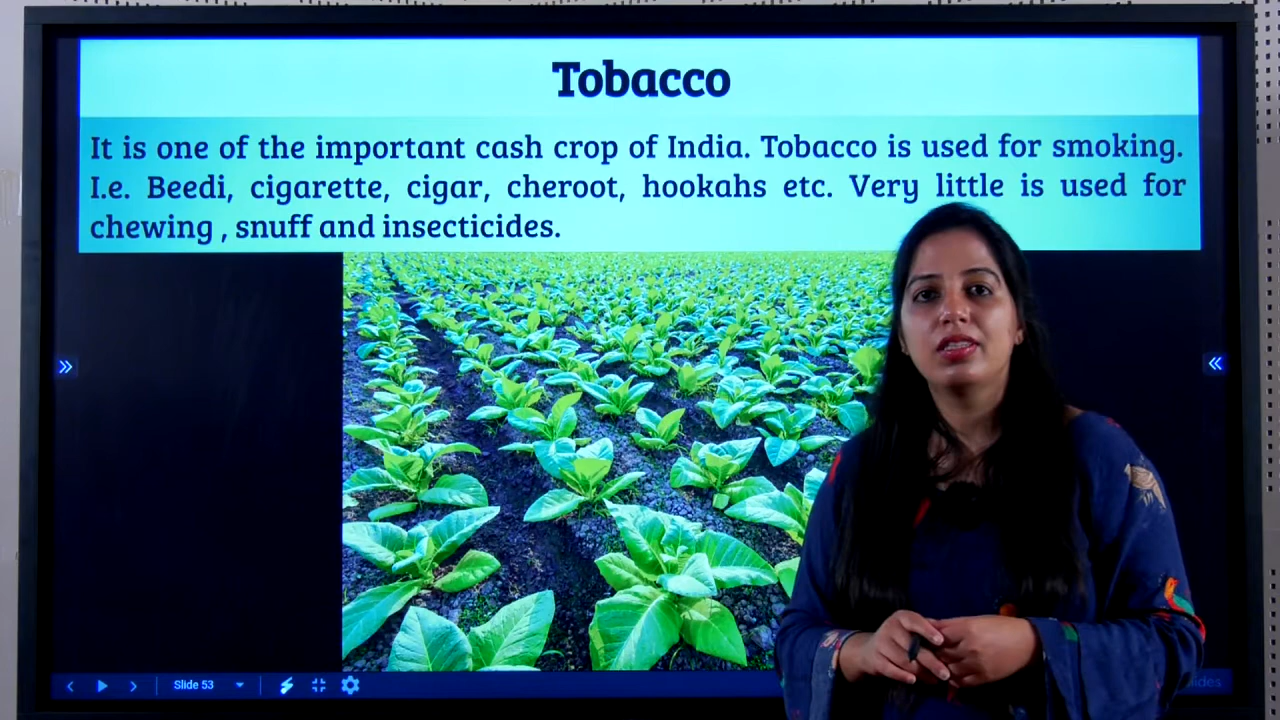 Tobacco
It is one of the important cash crop of India. Tobacco is used for smoking.
I.e. Beedi, cigarette, cigar, cheroot, hookahs etc. Very little is used for
chewing , snuff and insecticides.
Slide 53